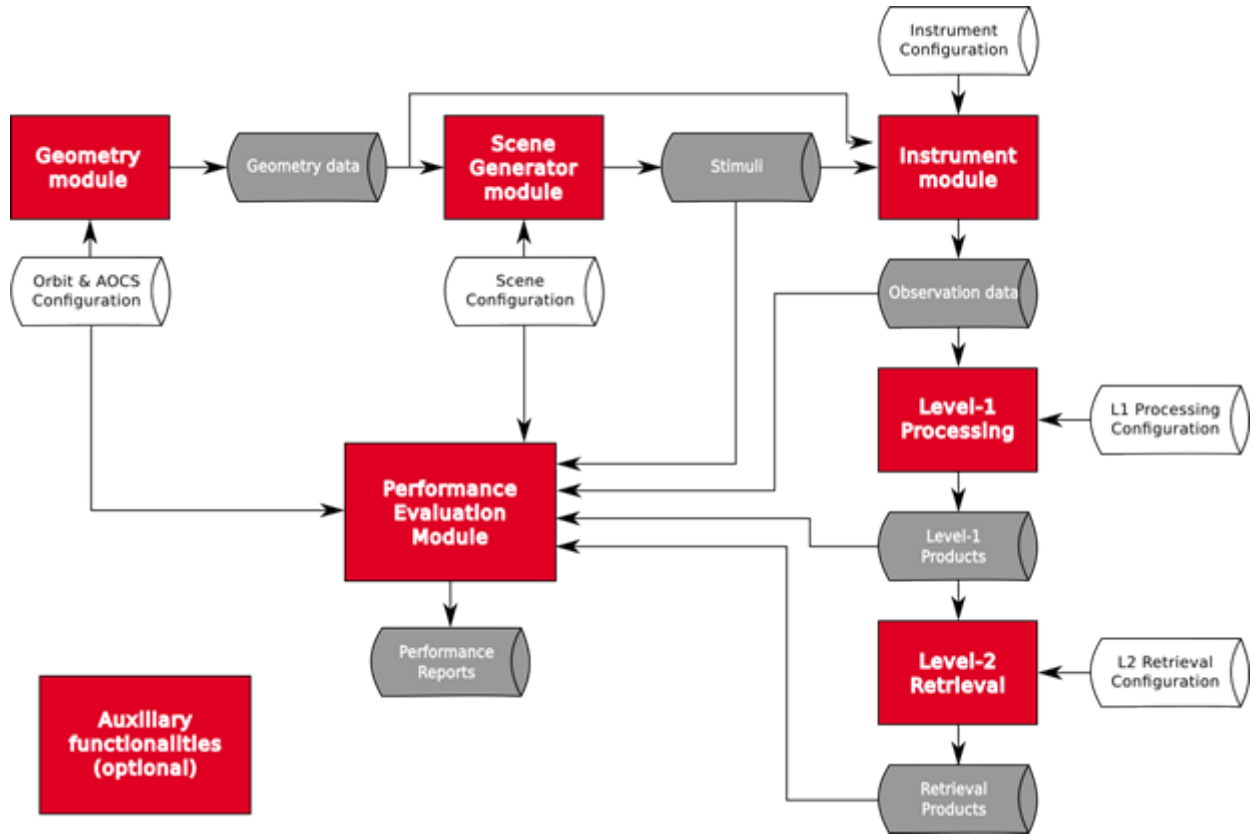 Instrument
Configuration
Geometry
module
Geometry data
Scene
Generator
module
Stimuli
Instrument
module
Orbit & AOCS
Configuration
Scene
Configuration
Observation data
Level-1
Processing
L1 Processing
Configuration
Performance
Evaluation
Module
Level-1
Products
Performance
Reports
Level-2
Retrieval
L2 Retrieval
Configuration
Auxiliary
functionalities
(optional)
Retrieval
Products